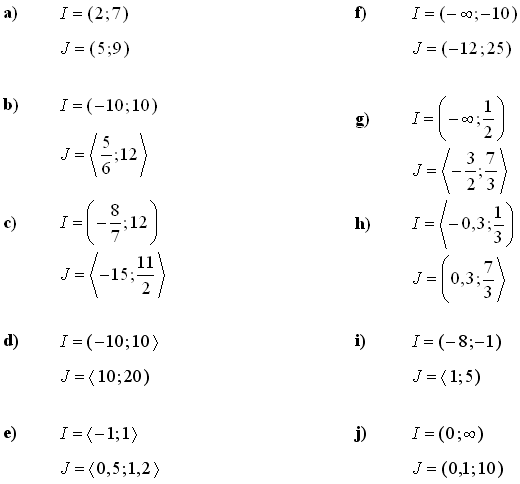 a) I = (2;7)
J = (5;9)
b) I = (−10;10)
J = ⟨5/6;12⟩
c) I = (−8/7;12)
J = ⟨−15;11/2⟩
d) I = (−10;10⟩
J = ⟨10;20)
e) I = ⟨−1;1⟩
J = ⟨0,5;1,2⟩
f) I = (−∞;−10)
J = (−12;25)
g) I = (−∞;1/2)
J = ⟨−3/2;7/3⟩
h) I = ⟨−0,3;1/3)
J = (0,3;7/3⟩
i) I = (−8;−1)
J = ⟨1;5)
j) I = (0;∞)
J = (0,1;10)